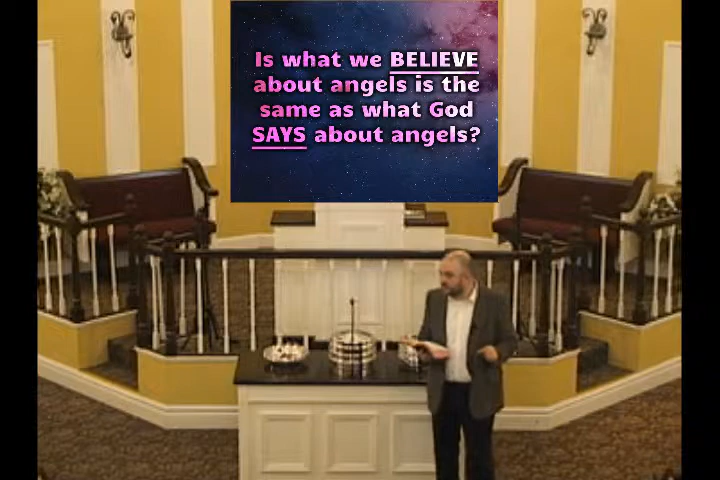 Is what we BELIEVE
about angels is the
same as what God
SAYS about angels?